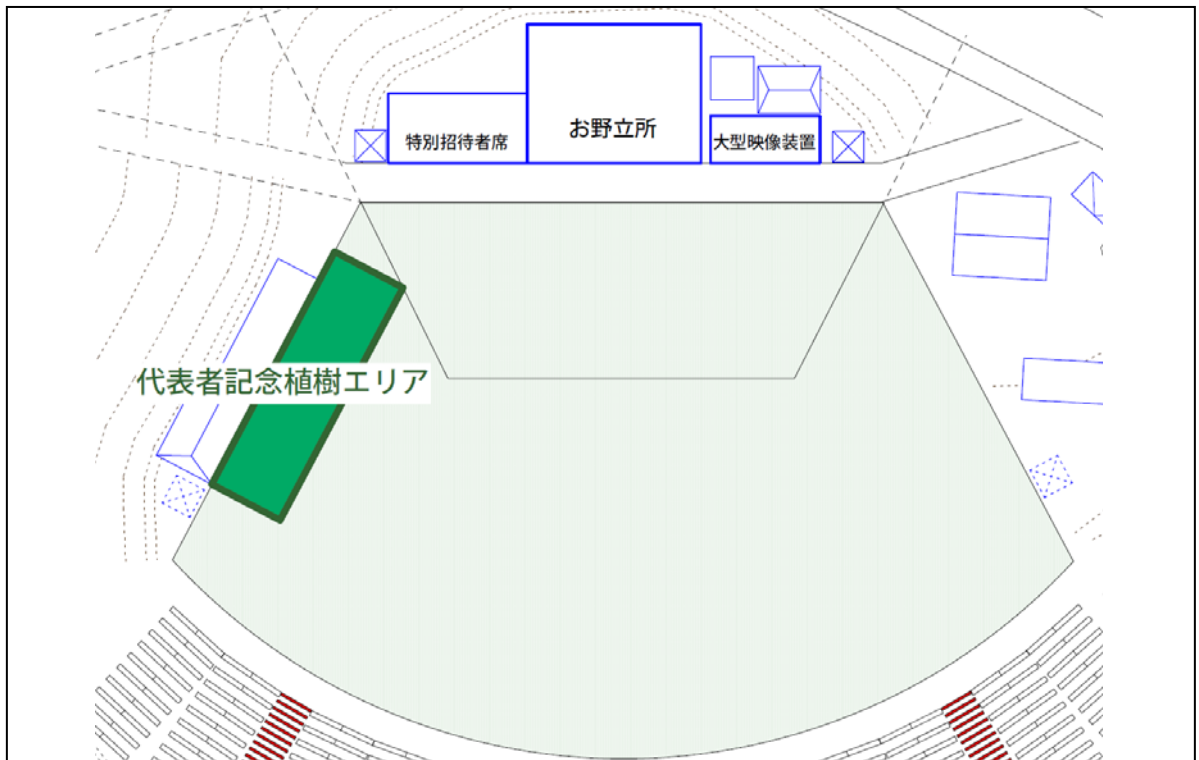 お野立所
特別招待者席
大型映像装置
代表者記念植樹エリア